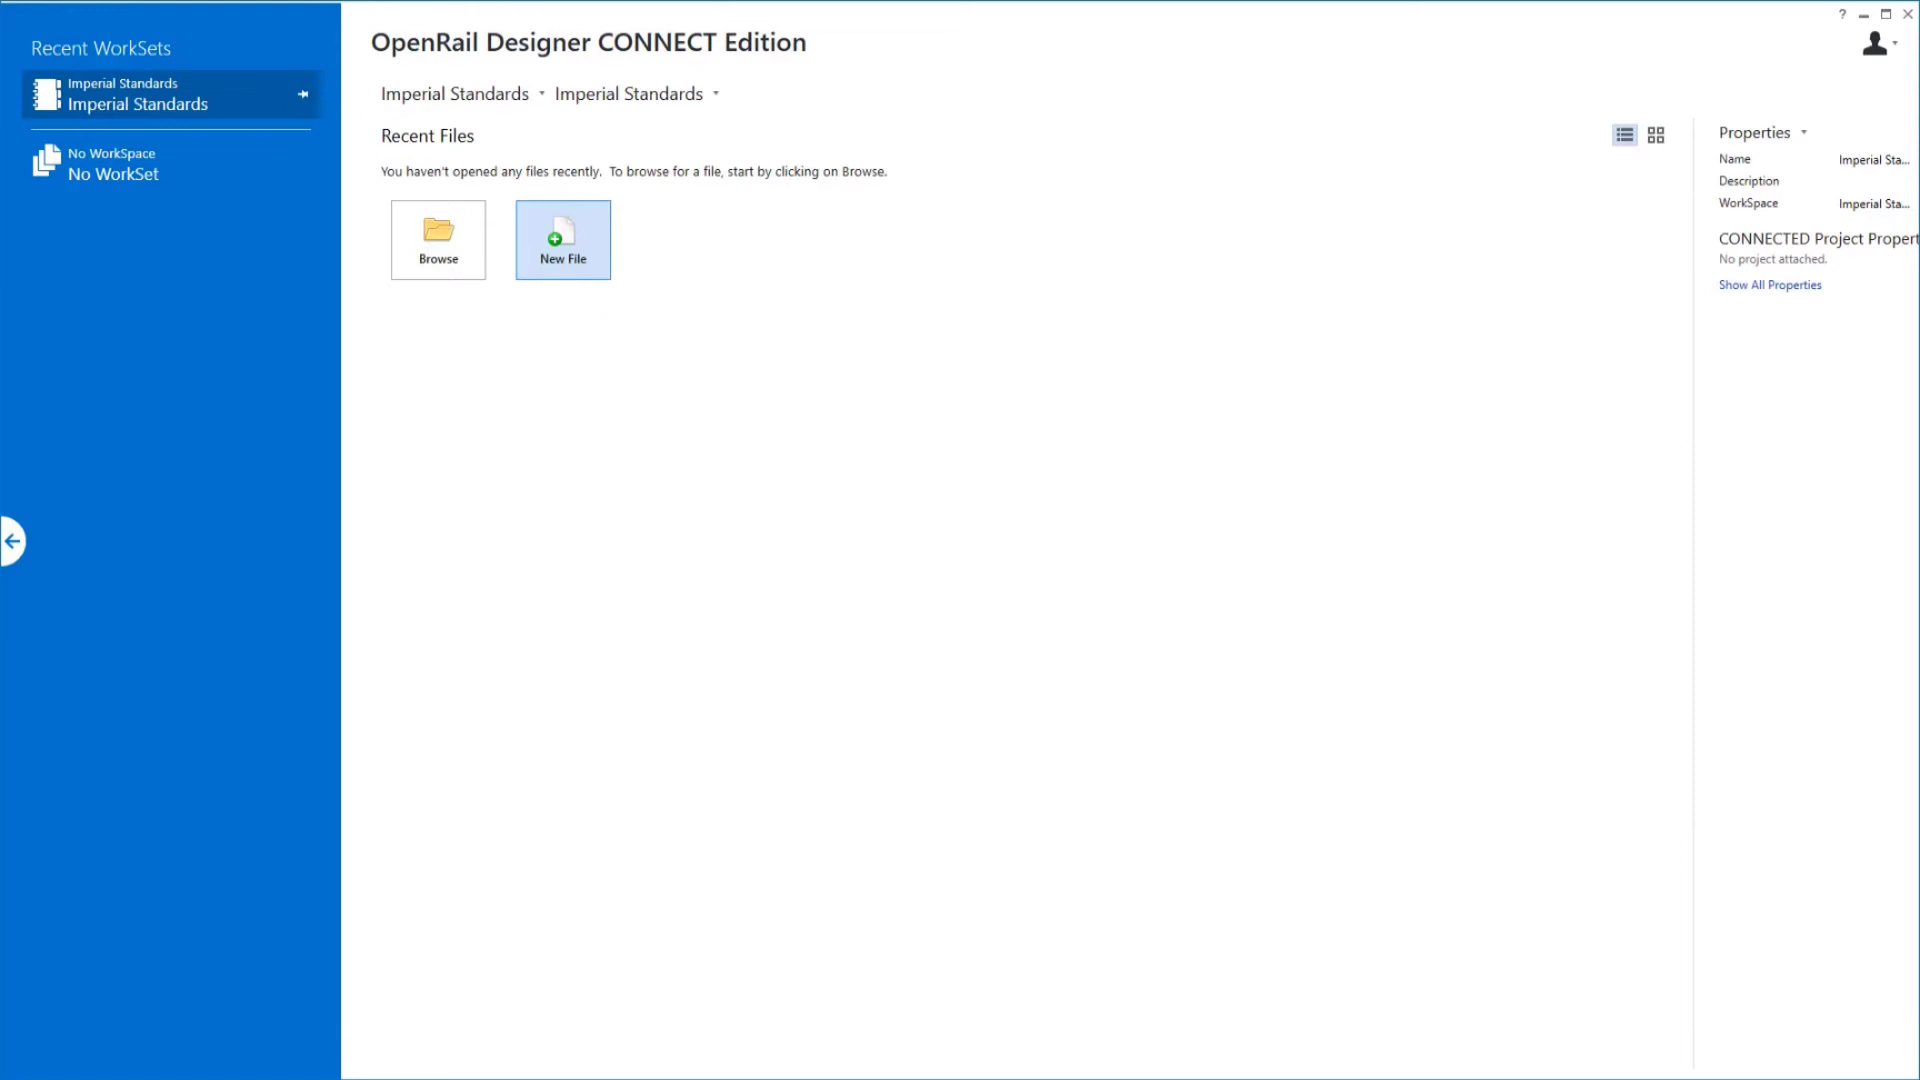 Recent WorkSets
Imperial Standards
Imperial Standards
No WorkSpace
No WorkSet
?
OpenRail Designer CONNECT Edition
Imperial Standards Imperial Standards
Recent Files
You haven't opened any files recently. To browse for a file, start by clicking on Browse.
Browse
New File
Properties
Name Imperial Sta...
Description
WorkSpace Imperial Sta...
CONNECTED Project Propert
No project attached.
Show All Properties